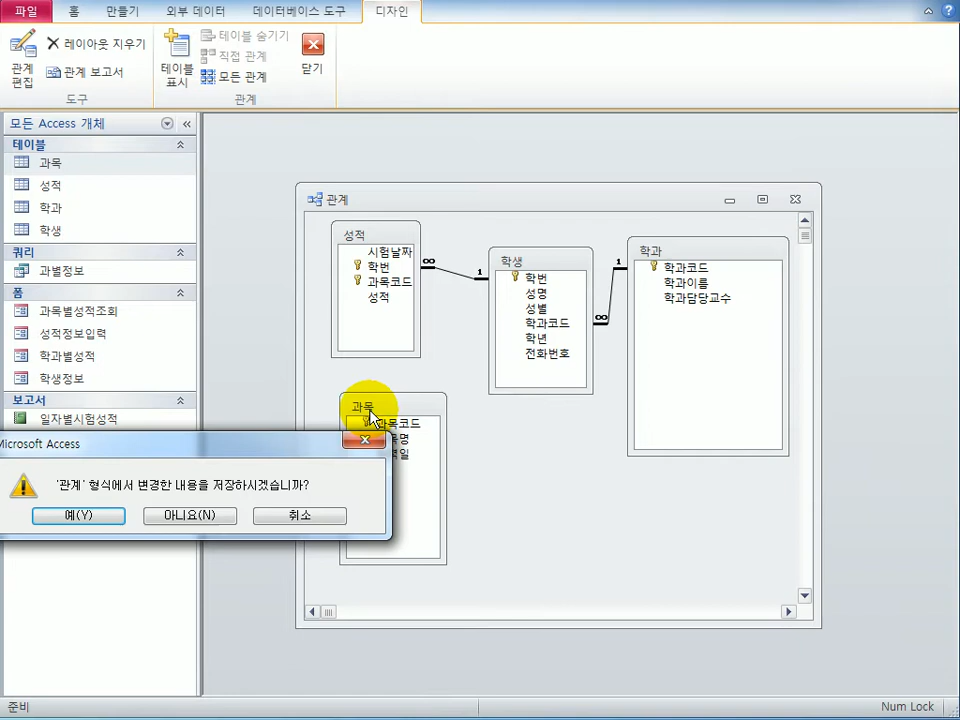 파일 홈 만들기 외부 데이터 데이터베이스 도구 디자인
관계
편집
레이아웃 지우기
관계 보고서
도구
테이블
표시
테이블 숨기기
직접 관계
모든 관계
닫기
관계
모든 Access 개체
테이블
과목
성적
학과
학생
쿼리
과별정보
폼
과목별성적조회
성적정보입력
학과별성적
학생정보
보고서
일자별시험성적
관계
성적
시험날짜
학번
과목코드
성적
∞
1
학생
학번
성명
성별
학과코드
학년
전화번호
1
∞
학과
학과코드
학과이름
학과담당교수
과목
과목코드
Microsoft Access
'관계' 형식에서 변경한 내용을 저장하시겠습니까?
예(Y) 아니요(N) 취소
준비
Num Lock